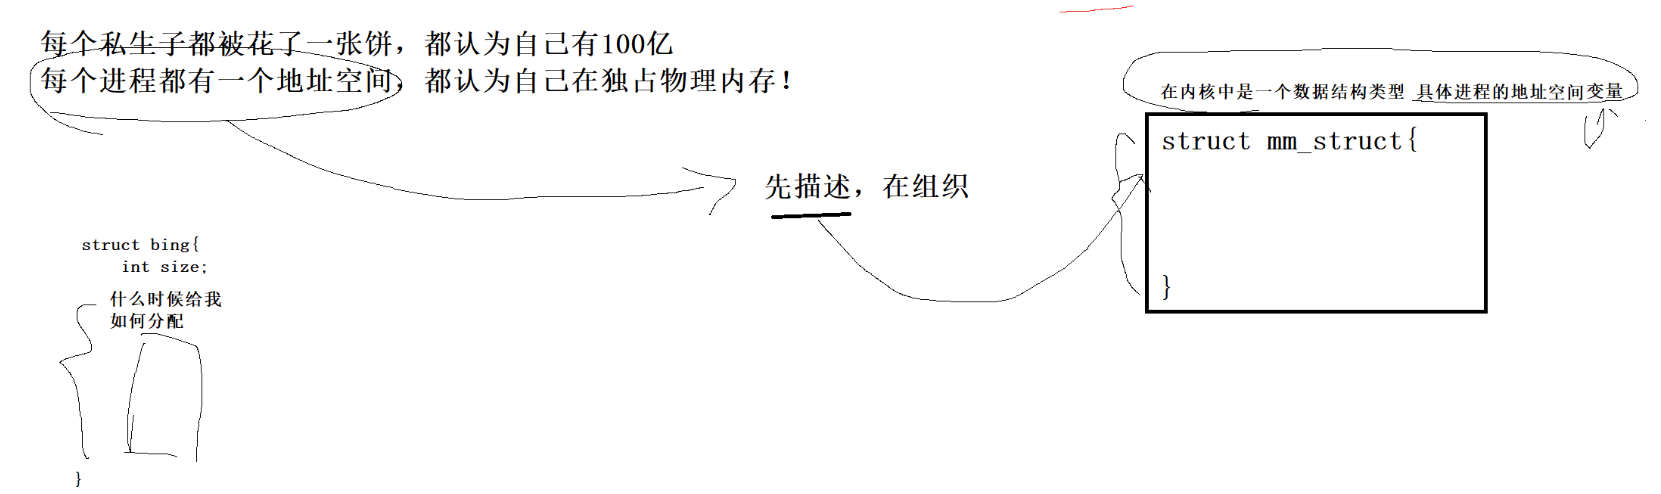 每个私生子都被花了一张饼，都认为自己有100亿
每个进程都有一个地址空间，都认为自己在独占物理内存！
在内核中是一个数据结构类型 具体进程的地址空间变量
struct mm_struct{
}
先描述，在组织
struct bing{
int size;
什么时候给我
如何分配
}